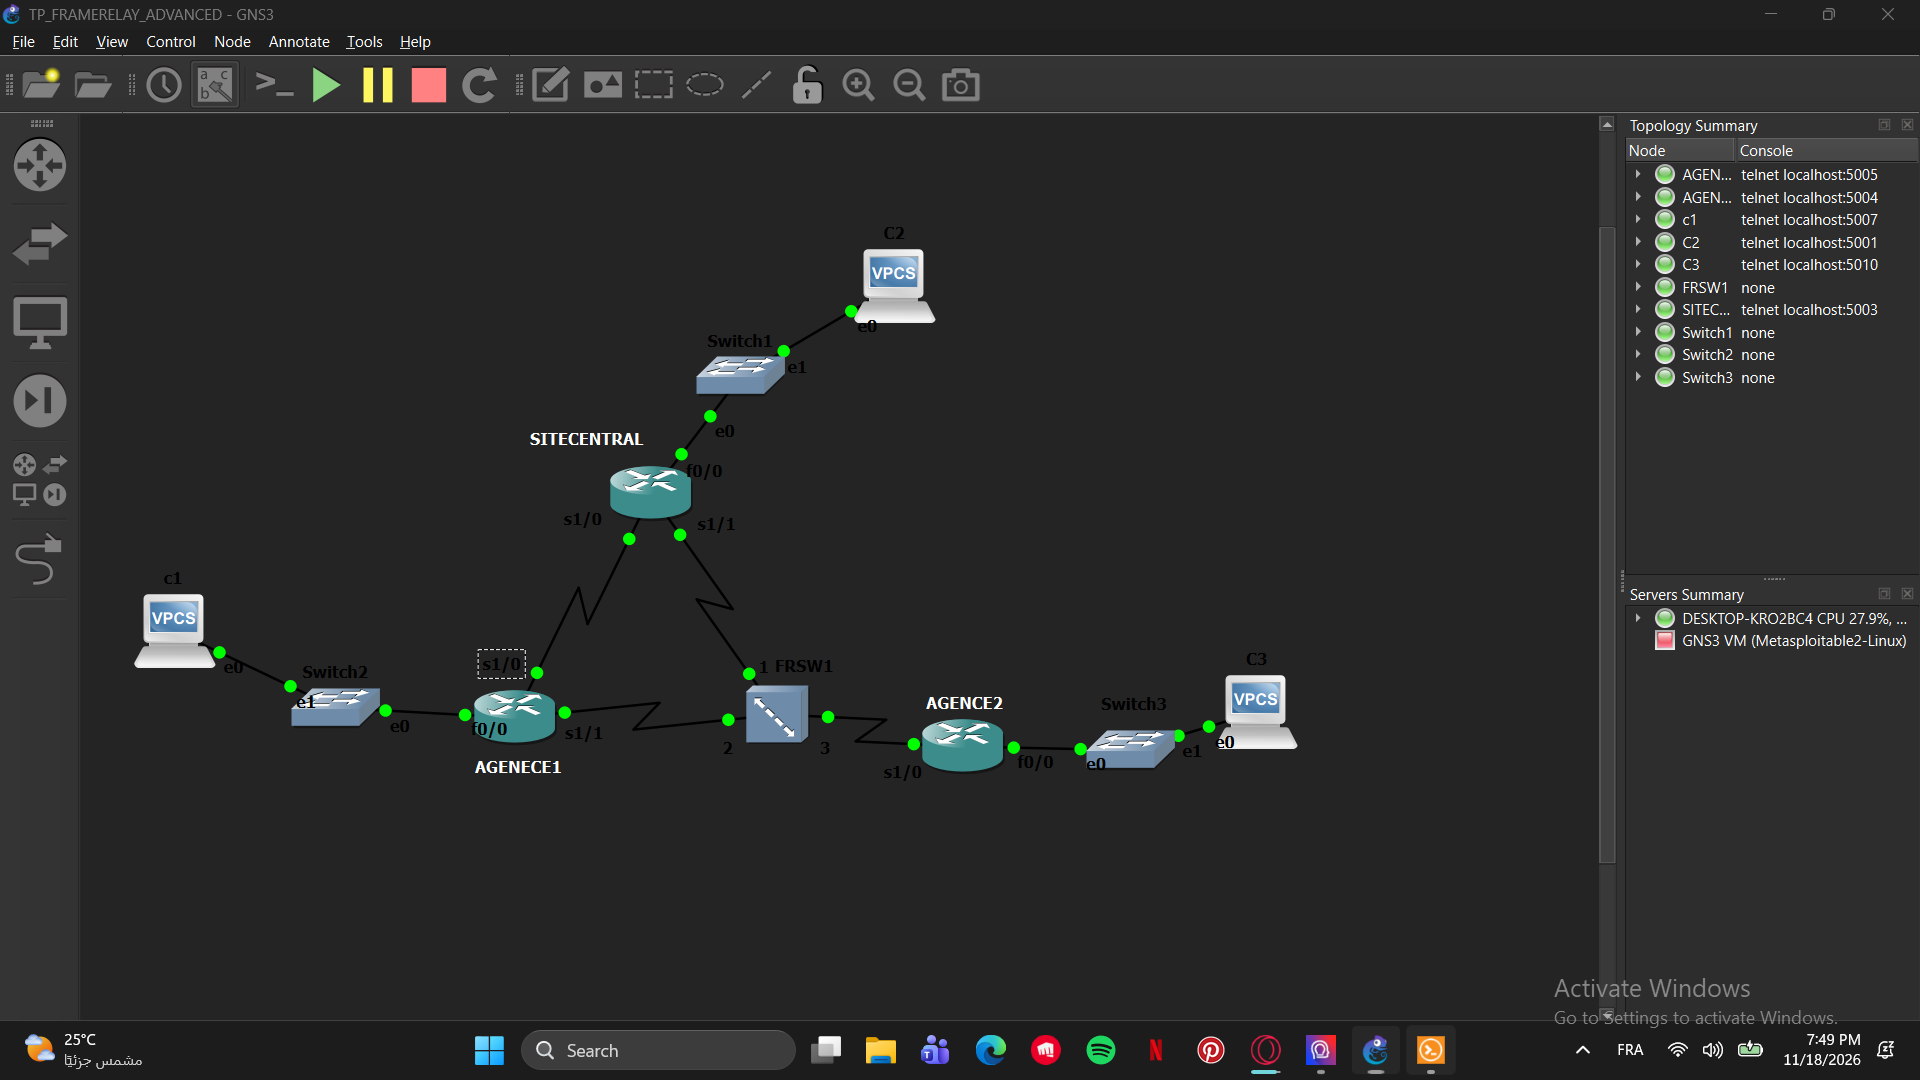 TP_FRAMERELAY_ADVANCED - GNS3
File Edit View Control Node Annotate Tools Help
Topology Summary
Node Console
AGEN... telnet localhost:5005
AGEN... telnet localhost:5004
c1 telnet localhost:5007
C2 telnet localhost:5001
C3 telnet localhost:5010
FRSW1 none
SITEC... telnet localhost:5003
Switch1 none
Switch2 none
Switch3 none
C2
VPCS
e0
Switch1
e1
e0
SITECENTRAL
f0/0
s1/0
s1/1
c1
VPCS
e0
Switch2
e1
e0
s1/0
f0/0
s1/1
AGENECE1
1 FRSW1
2
3
AGENCE2
s1/0
f0/0
Switch3
e0
e1
C3
VPCS
e0
Servers Summary
DESKTOP-KRO2BC4 CPU 27.9%, ...
GNS3 VM (Metasploitable2-Linux)
Activate Windows
Go to Settings to activate Windows.
25°C
مشمس جزئيًا
Search
FRA
7:49 PM
11/18/2026